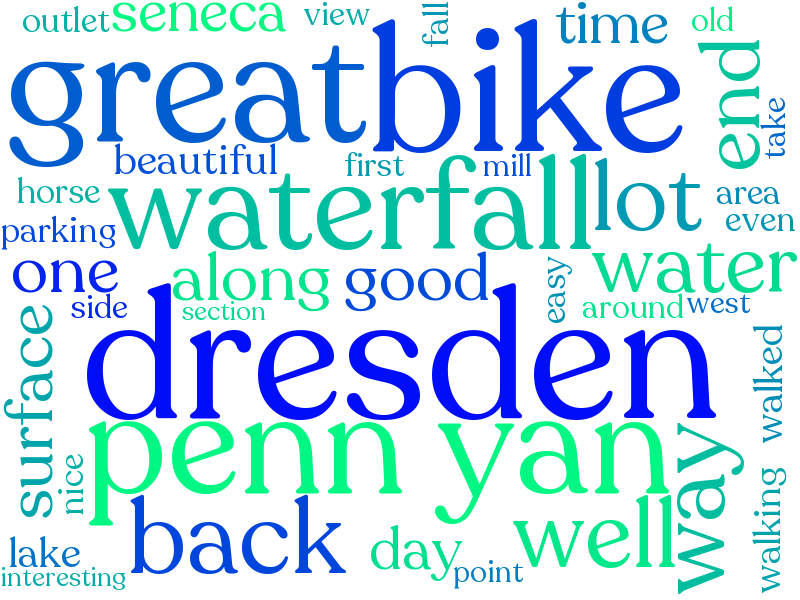 outlet seneca view fall time old
great bike end take
beautiful first mill
horse waterfall lot area
parking even
one along good easy water
side section around west
surface dresden walked
nice penn yan way
back well walking
lake day point
interesting